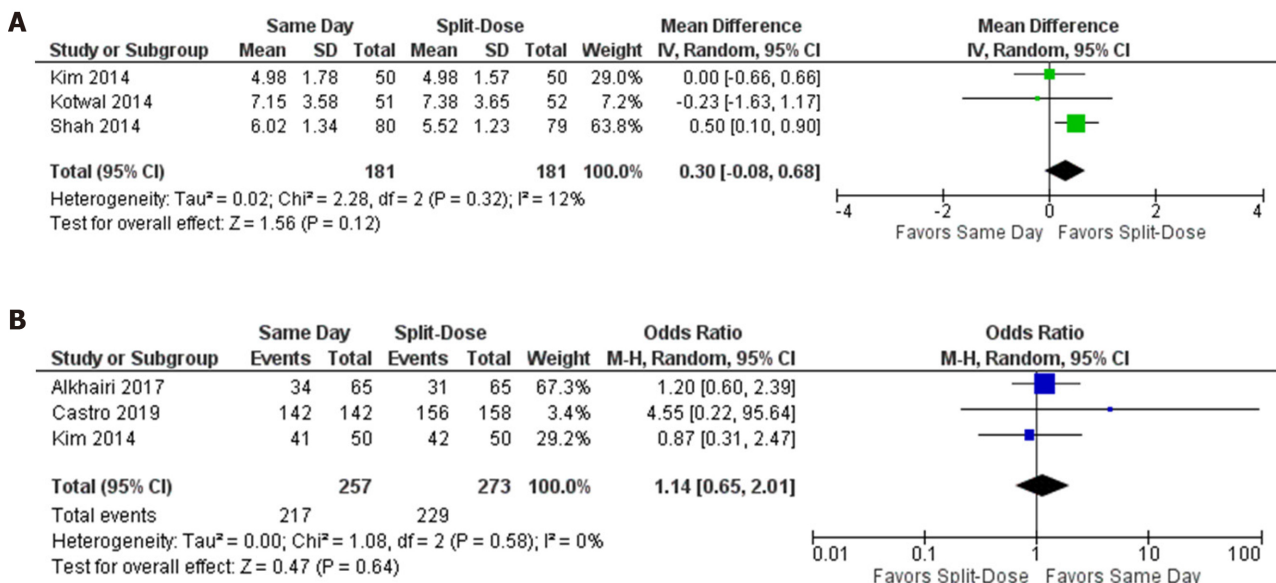 A
Same Day Split-Dose Mean Difference Mean Difference
Study or Subgroup Mean SD Total Mean SD Total Weight IV, Random, 95% CI IV, Random, 95% CI
Kim 2014 4.98 1.78 50 4.98 1.57 50 29.0% 0.00 [-0.66, 0.66]
Kotwal 2014 7.15 3.58 51 7.38 3.65 52 7.2% -0.23 [-1.63, 1.17]
Shah 2014 6.02 1.34 80 5.52 1.23 79 63.8% 0.50 [0.10, 0.90]
Total (95% CI) 181 181 100.0% 0.30 [-0.08, 0.68]
Heterogeneity: Tau² = 0.02; Chi² = 2.28, df = 2 (P = 0.32); I² = 12%
Test for overall effect: Z = 1.56 (P = 0.12)
-4 -2 0 2 4
Favors Same Day Favors Split-Dose
B
Same Day Split-Dose Odds Ratio Odds Ratio
Study or Subgroup Events Total Events Total Weight M-H, Random, 95% CI M-H, Random, 95% CI
Alkhairi 2017 34 65 31 65 67.3% 1.20 [0.60, 2.39]
Castro 2019 142 142 156 158 3.4% 4.55 [0.22, 95.64]
Kim 2014 41 50 42 50 29.2% 0.87 [0.31, 2.47]
Total (95% CI) 257 273 100.0% 1.14 [0.65, 2.01]
Total events 217 229
Heterogeneity: Tau² = 0.00; Chi² = 1.08, df = 2 (P = 0.58); I² = 0%
Test for overall effect: Z = 0.47 (P = 0.64)
0.01 0.1 1 10 100
Favors Split-Dose Favors Same Day